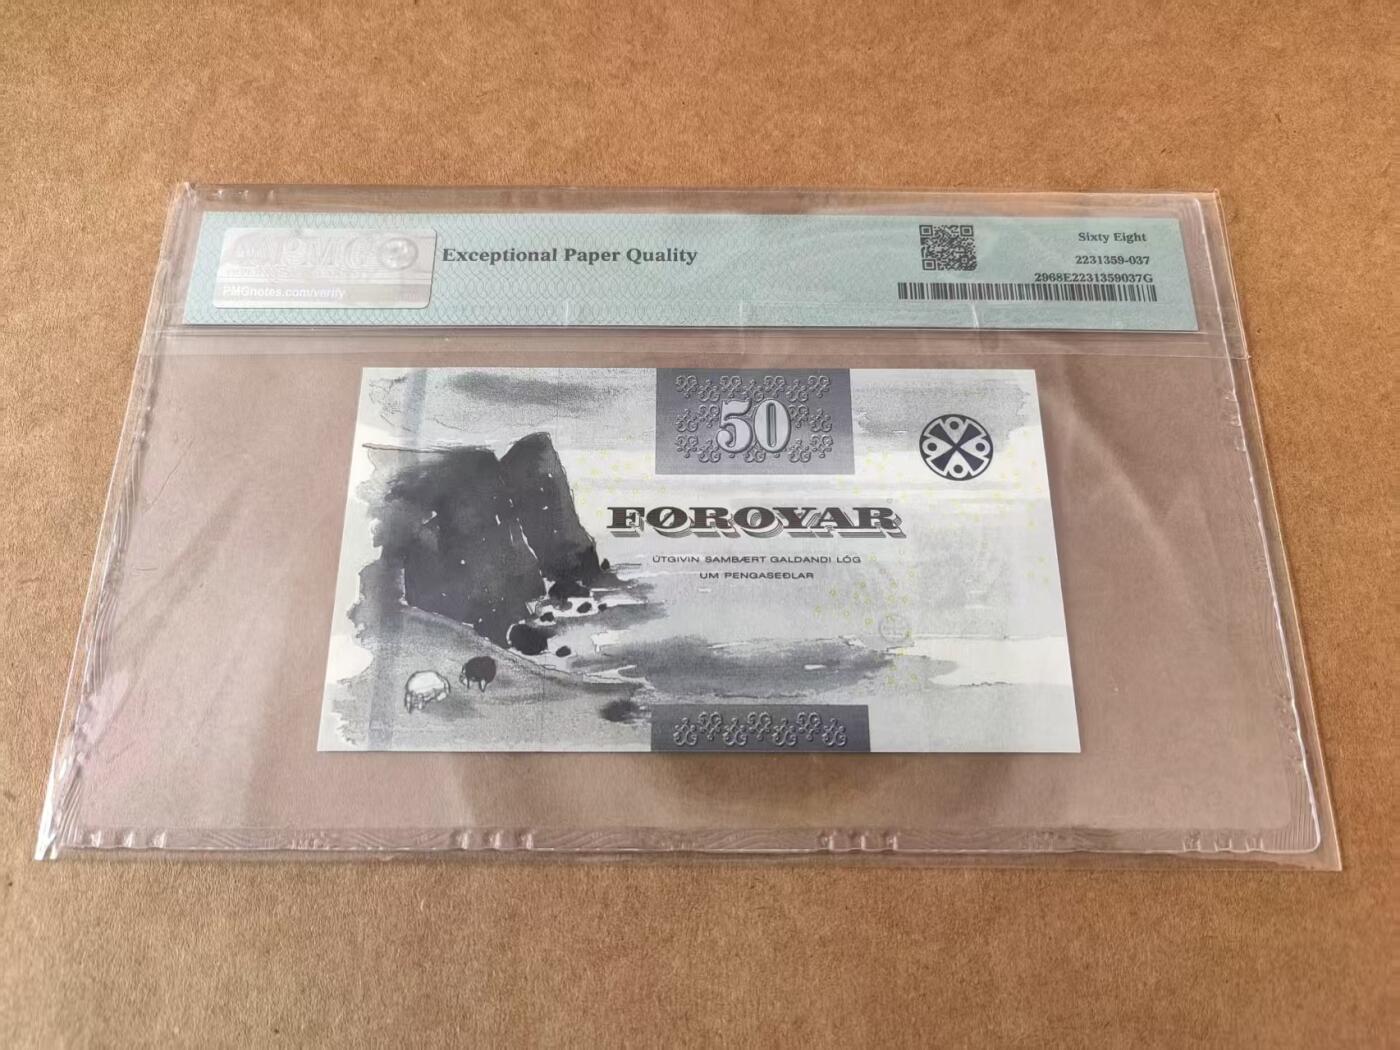 PMG
PMGnotes.com/verify
Exceptional Paper Quality
Sixty Eight
2231359-037
2968E2231359037G
50
FØROYAR
ÚTGIVIN SAMBÆRT GALDANDI LÓG
UM PENGASEÐLAR